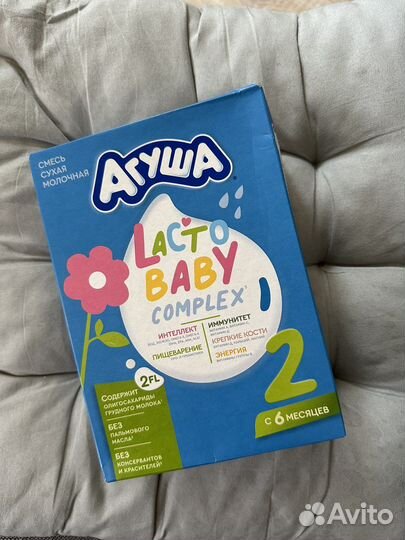 СМЕСЬ
СУХАЯ
МОЛОЧНАЯ
АГУША
LACTO
BABY
COMPLEX
ИНТЕЛЛЕКТ
ИММУНИТЕТ
ПИЩЕВАРЕНИЕ
КРЕПКИЕ КОСТИ
ЭНЕРГИЯ
2
С 6 МЕСЯЦЕВ
2FL
СОДЕРЖИТ
ОЛИГОСАХАРИДЫ
ГРУДНОГО МОЛОКА
БЕЗ
ПАЛЬМОВОГО
МАСЛА
БЕЗ
КОНСЕРВАНТОВ
И КРАСИТЕЛЕЙ
Avito